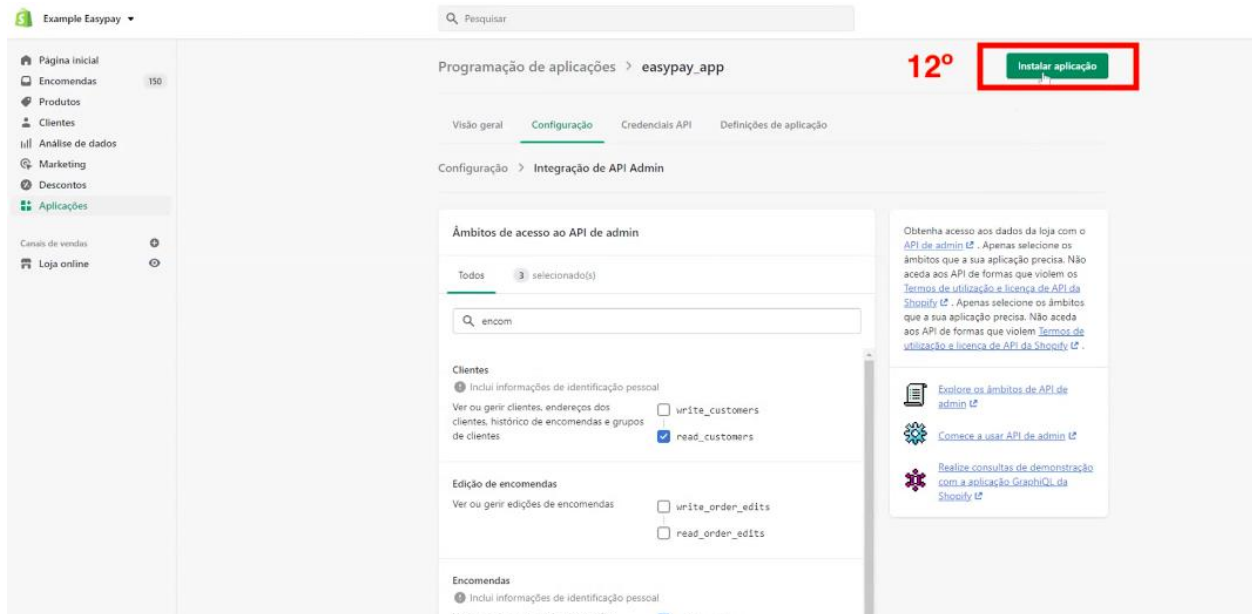 Example Easypay
Pesquisar
Página inicial
Encomendas 150
Produtos
Clientes
Análise de dados
Marketing
Descontos
Aplicações
Canais de vendas
Loja online
Programação de aplicações > easypay_app
12º
Instalar aplicação
Visão geral Configuração Credenciais API Definições de aplicação
Configuração > Integração de API Admin
Âmbitos de acesso ao API de admin
Todos 3 selecionado(s)
encom
Clientes
Inclui informações de identificação pessoal
Ver ou gerir clientes, endereços dos
clientes, histórico de encomendas e grupos
de clientes
write_customers
read_customers
Edição de encomendas
Ver ou gerir edições de encomendas
write_order_edits
read_order_edits
Encomendas
Inclui informações de identificação pessoal
Obtenha acesso aos dados da loja com o
API de admin . Apenas selecione os
âmbitos que a sua aplicação precisa. Não
aceda aos API de formas que violem os
Termos de utilização e licença de API da
Shopify . Apenas selecione os âmbitos
que a sua aplicação precisa. Não aceda
aos API de formas que violem Termos de
utilização e licença de API da Shopify .
Explore os âmbitos de API de
admin
Comece a usar API de admin
Realize consultas de demonstração
com a aplicação GraphiQL da
Shopify